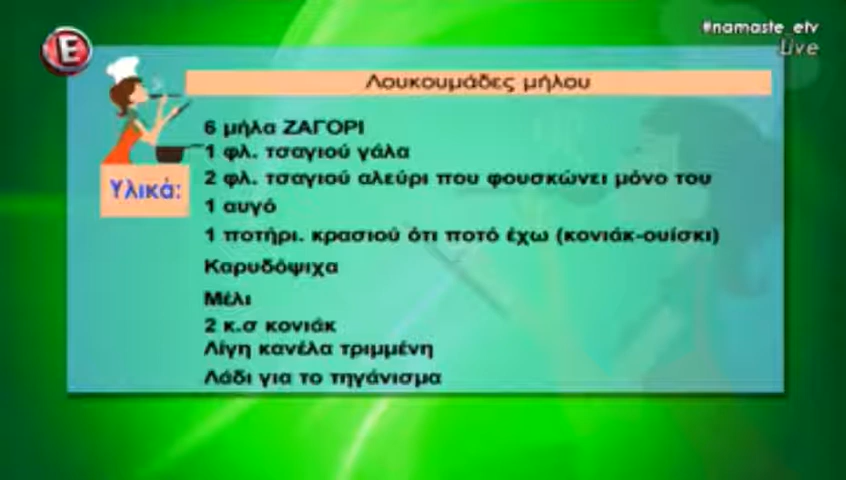 #namaste_etv
Live
E
Λουκουμάδες μήλου
6 μήλα ΖΑΓΟΡΙ
1 φλ. τσαγιού γάλα
Υλικά:
2 φλ. τσαγιού αλεύρι που φουσκώνει μόνο του
1 αυγό
1 ποτήρι. κρασιού ότι ποτό έχω (κονιάκ-ουίσκι)
Καρυδόψιχα
Μέλι
2 κ.σ κονιάκ
Λίγη κανέλα τριμμένη
Λάδι για το τηγάνισμα